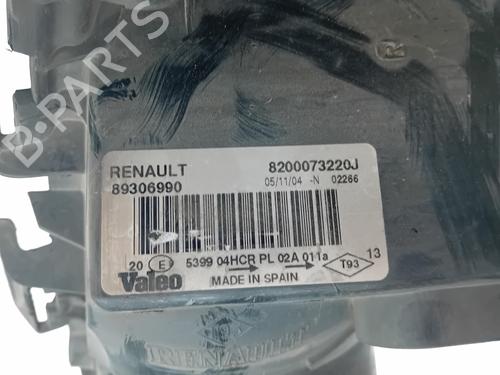 B-PARTS
RENAULT 8200073220J
89306990 05/11/04 -N 02266
20 E 5399 04HCR PL 02A 011a T93 13
Valeo MADE IN SPAIN
RENAULT